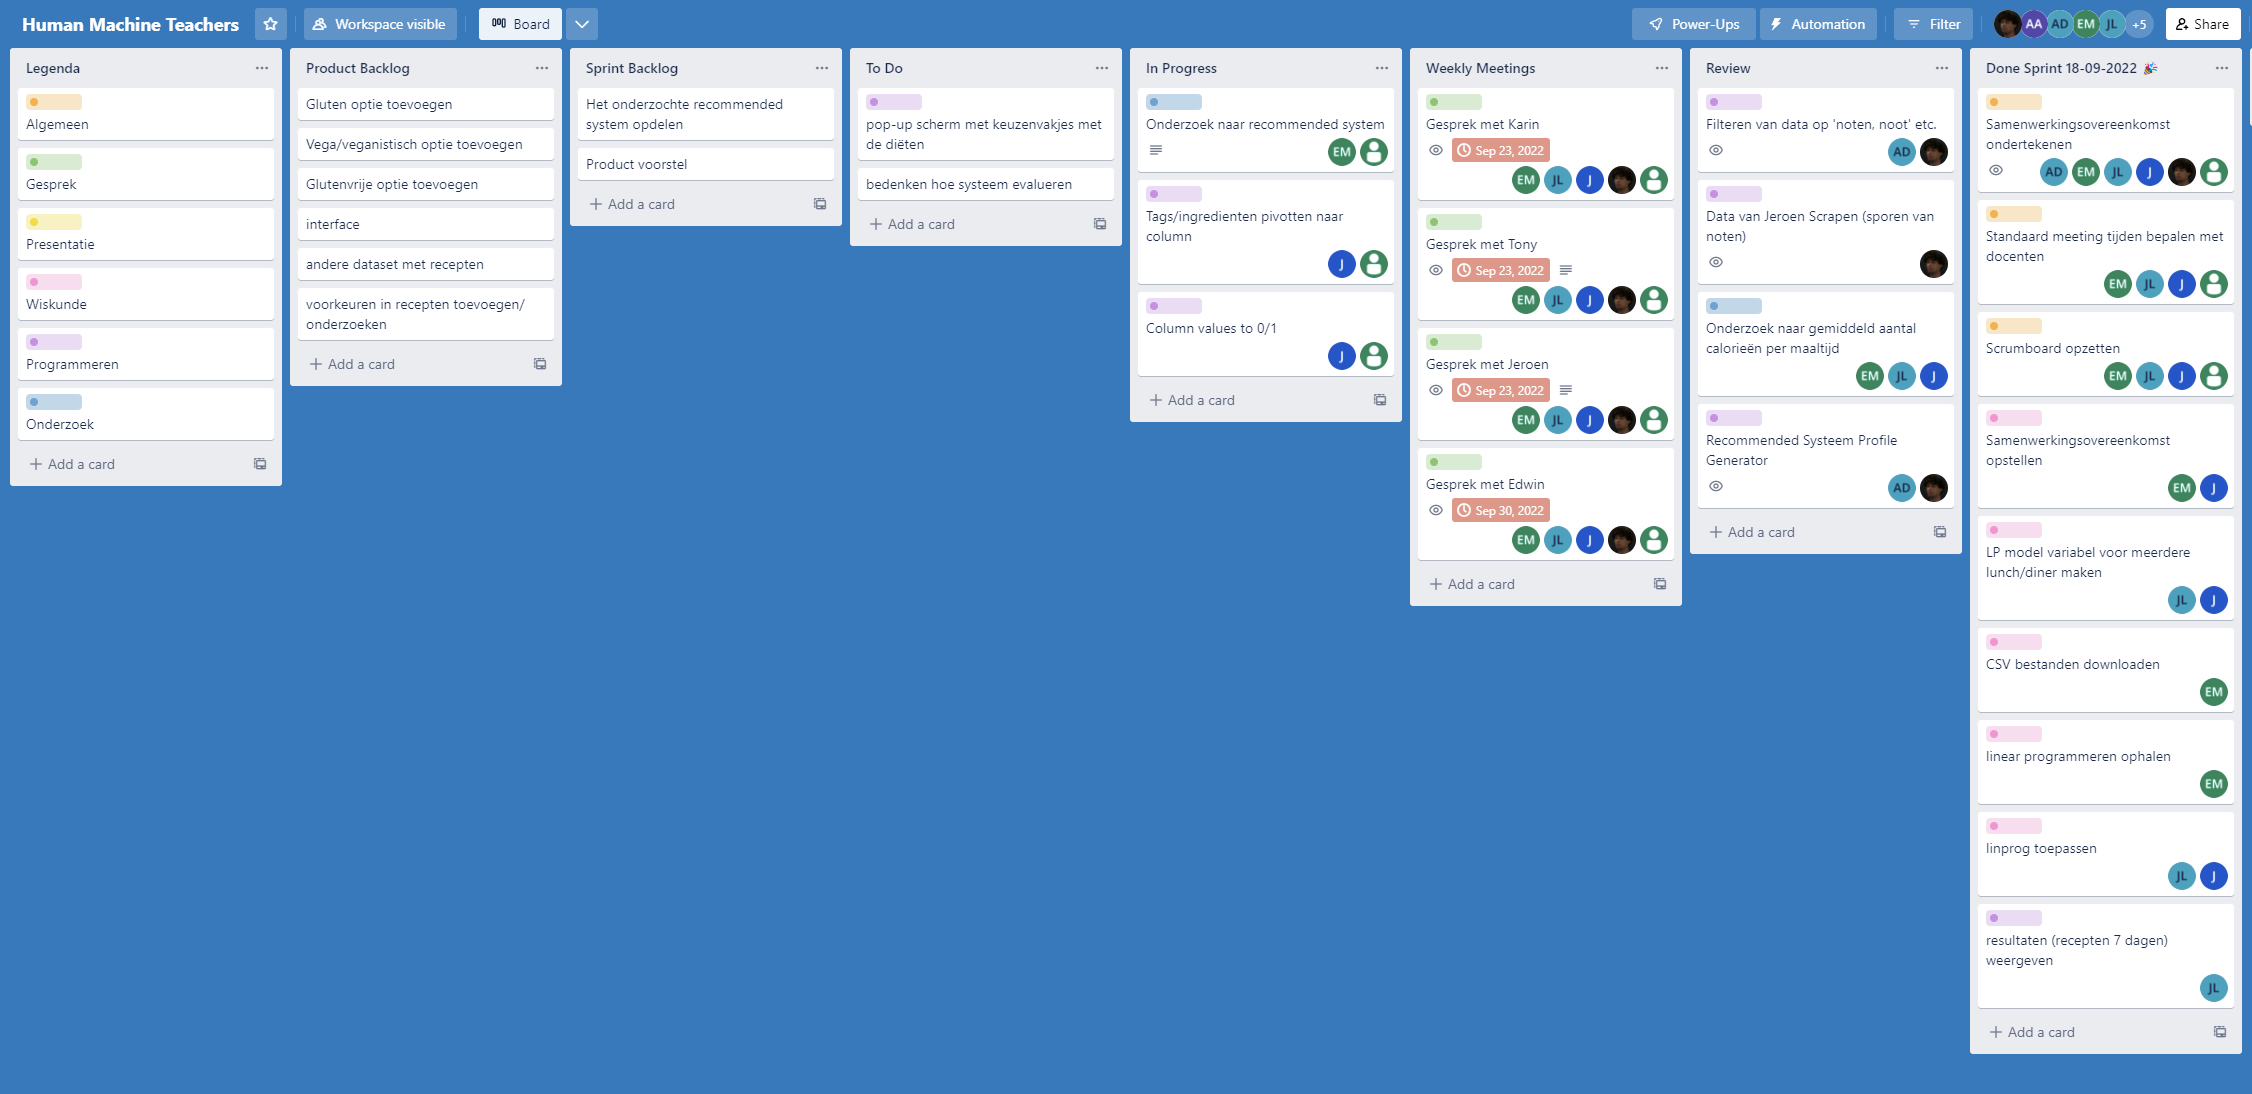 Human Machine Teachers
Workspace visible
Board
Power-Ups
Automation
Filter
AA
AD
EM
JL
+5
Share
Legenda
Algemeen
Gesprek
Presentatie
Wiskunde
Programmeren
Onderzoek
+ Add a card
Product Backlog
Gluten optie toevoegen
Vega/veganistisch optie toevoegen
Glutenvrije optie toevoegen
interface
andere dataset met recepten
voorkeuren in recepten toevoegen/
onderzoeken
+ Add a card
Sprint Backlog
Het onderzochte recommended
system opdelen
Product voorstel
+ Add a card
To Do
pop-up scherm met keuzenvakjes met
de diëten
bedenken hoe systeem evalueren
+ Add a card
In Progress
Onderzoek naar recommended system
EM
Tags/ingredienten pivotten naar
column
J
Column values to 0/1
J
+ Add a card
Weekly Meetings
Gesprek met Karin
Sep 23, 2022
EM JL J
Gesprek met Tony
Sep 23, 2022
EM JL J
Gesprek met Jeroen
Sep 23, 2022
EM JL J
Gesprek met Edwin
Sep 30, 2022
EM JL J
+ Add a card
Review
Filteren van data op 'noten, noot' etc.
AD
Data van Jeroen Scrapen (sporen van
noten)
Onderzoek naar gemiddeld aantal
calorieën per maaltijd
EM JL J
Recommended Systeem Profile
Generator
AD
+ Add a card
Done Sprint 18-09-2022 🎉
Samenwerkingsovereenkomst
ondertekenen
AD EM JL J
Standaard meeting tijden bepalen met
docenten
EM JL J
Scrumboard opzetten
EM JL J
Samenwerkingsovereenkomst
opstellen
EM J
LP model variabel voor meerdere
lunch/diner maken
JL J
CSV bestanden downloaden
EM
linear programmeren ophalen
EM
linprog toepassen
JL J
resultaten (recepten 7 dagen)
weergeven
JL
+ Add a card